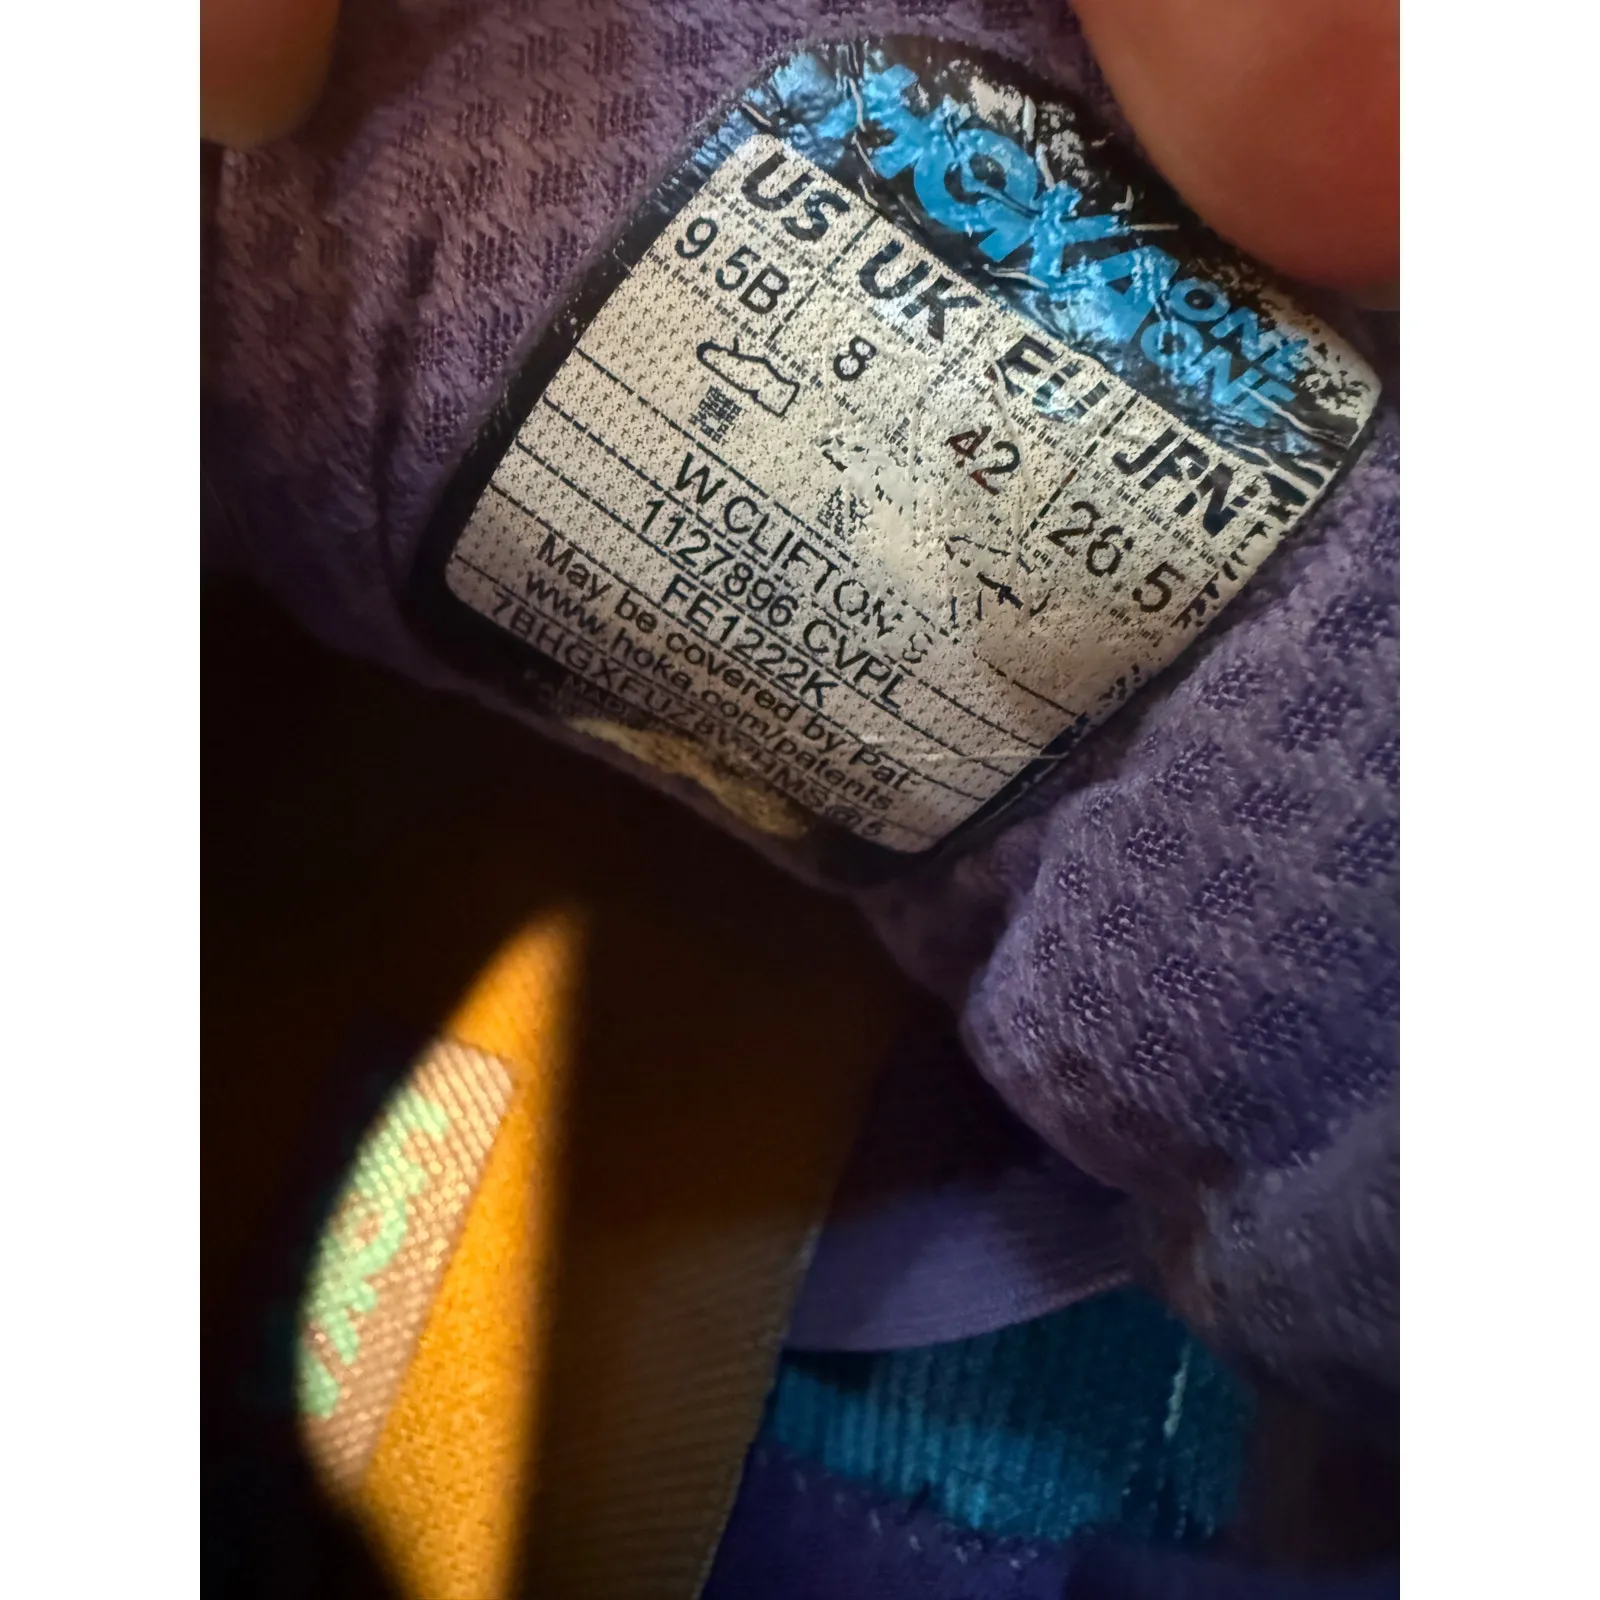 HOKA ONE ONE
US UK EU JPN
9.5B 8 42 26.5
W CLIFTON 9
1127896 CVPL
FE1222K
May be covered by Pat.
www.hoka.com/patents